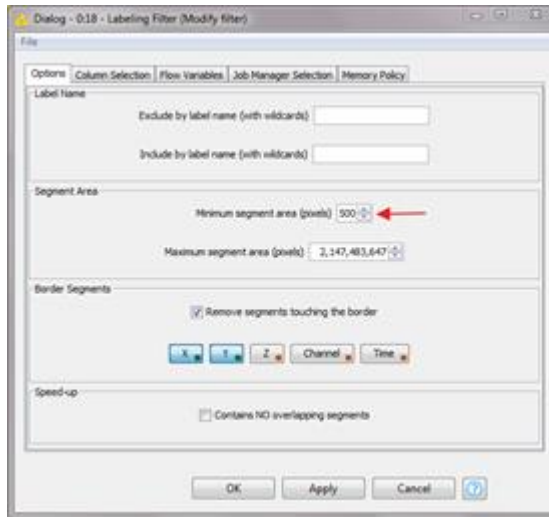 Dialog - 0:18 - Labeling Filter (Modify filter)
File
Options Column Selection Flow Variables Job Manager Selection Memory Policy
Label Name
Exclude by label name (with wildcards)
Include by label name (with wildcards)
Segment Area
Minimum segment area (pixels) 500
Maximum segment area (pixels) 2,147,483,647
Border Segments
Remove segments touching the border
X Y Z Channel Time
Speed-up
Contains NO overlapping segments
OK Apply Cancel ?